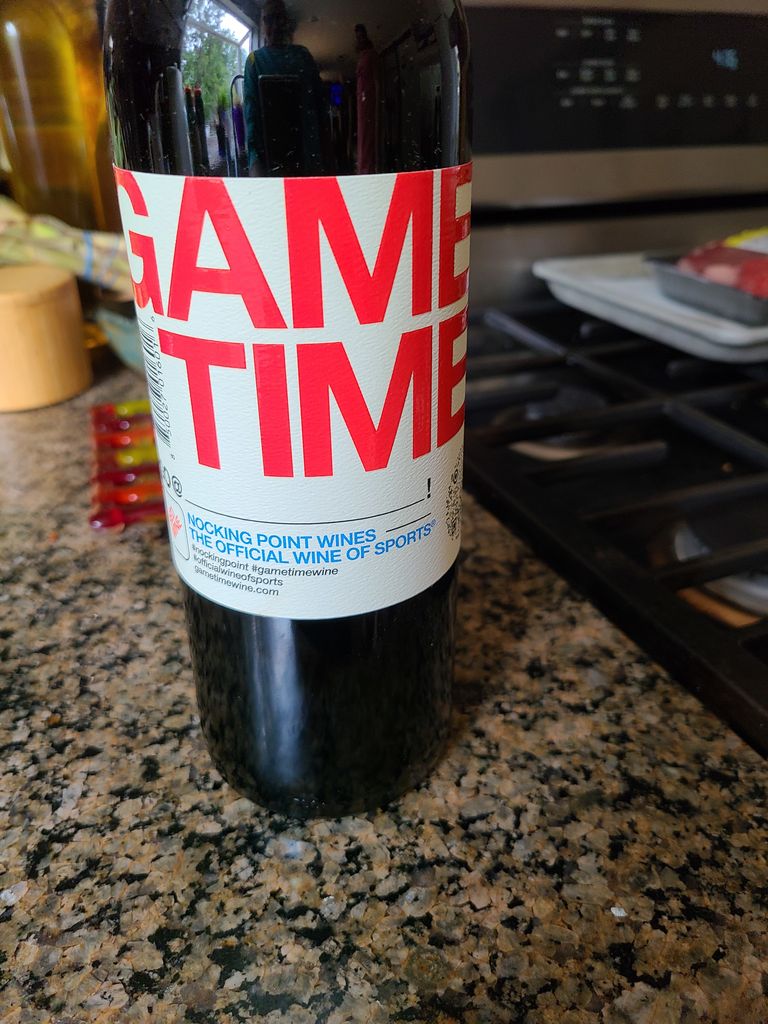 GAME
TIME
@ !
NOCKING POINT WINES
THE OFFICIAL WINE OF SPORTS®
#nockingpoint #gametimewine
#officialwineofsports
gametimewine.com